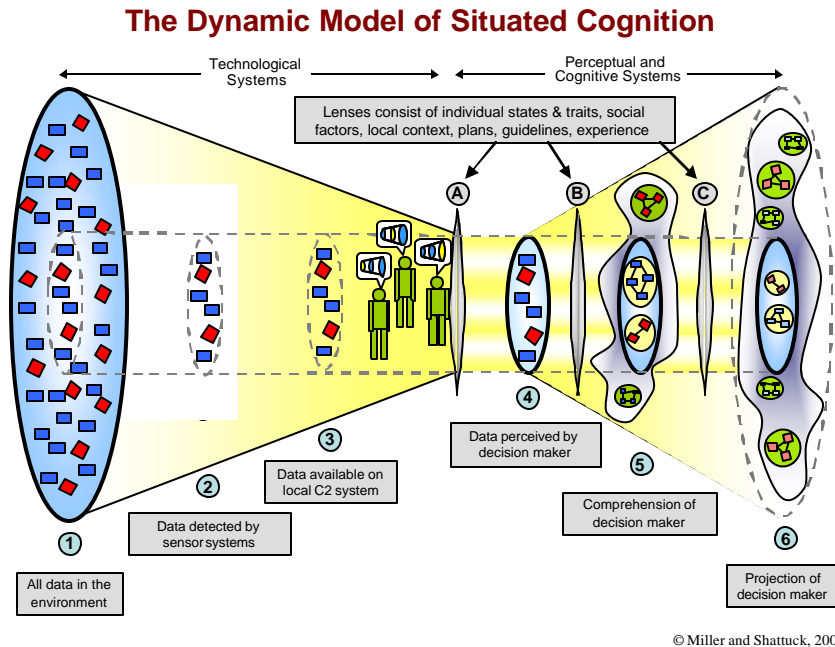 The Dynamic Model of Situated Cognition
Technological
Systems
Perceptual and
Cognitive Systems
Lenses consist of individual states & traits, social
factors, local context, plans, guidelines, experience
A
B
C
1
All data in the
environment
2
Data detected by
sensor systems
3
Data available on
local C2 system
4
Data perceived by
decision maker
5
Comprehension of
decision maker
6
Projection of
decision maker
© Miller and Shattuck, 200